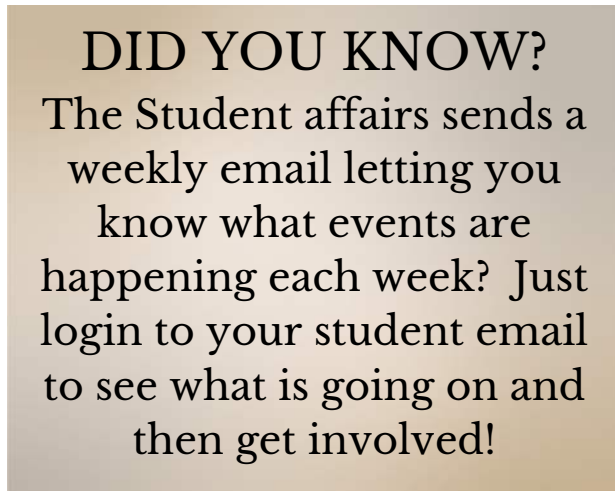 DID YOU KNOW?
The Student affairs sends a
weekly email letting you
know what events are
happening each week?  Just
login to your student email
to see what is going on and
then get involved!